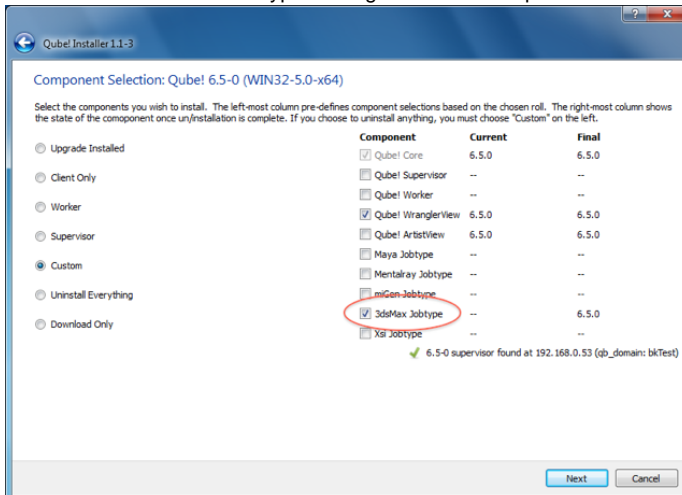 Qube! Installer 1.1-3
Component Selection: Qube! 6.5-0 (WIN32-5.0-x64)
Select the components you wish to install. The left-most column pre-defines component selections based on the chosen roll. The right-most column shows
the state of the comoponent once un/installation is complete. If you choose to uninstall anything, you must choose "Custom" on the left.
Component Current Final
Upgrade Installed
Qube! Core 6.5.0 6.5.0
Client Only
Qube! Supervisor -- --
Qube! Worker -- --
Worker
Qube! WranglerView 6.5.0 6.5.0
Supervisor
Qube! ArtistView 6.5.0 6.5.0
Maya Jobtype -- --
Custom
Mentalray Jobtype -- --
Uninstall Everything
miGen Jobtype -- --
3dsMax Jobtype -- 6.5.0
Download Only
Xsi Jobtype -- --
6.5-0 supervisor found at 192.168.0.53 (qb_domain: bkTest)
Next Cancel